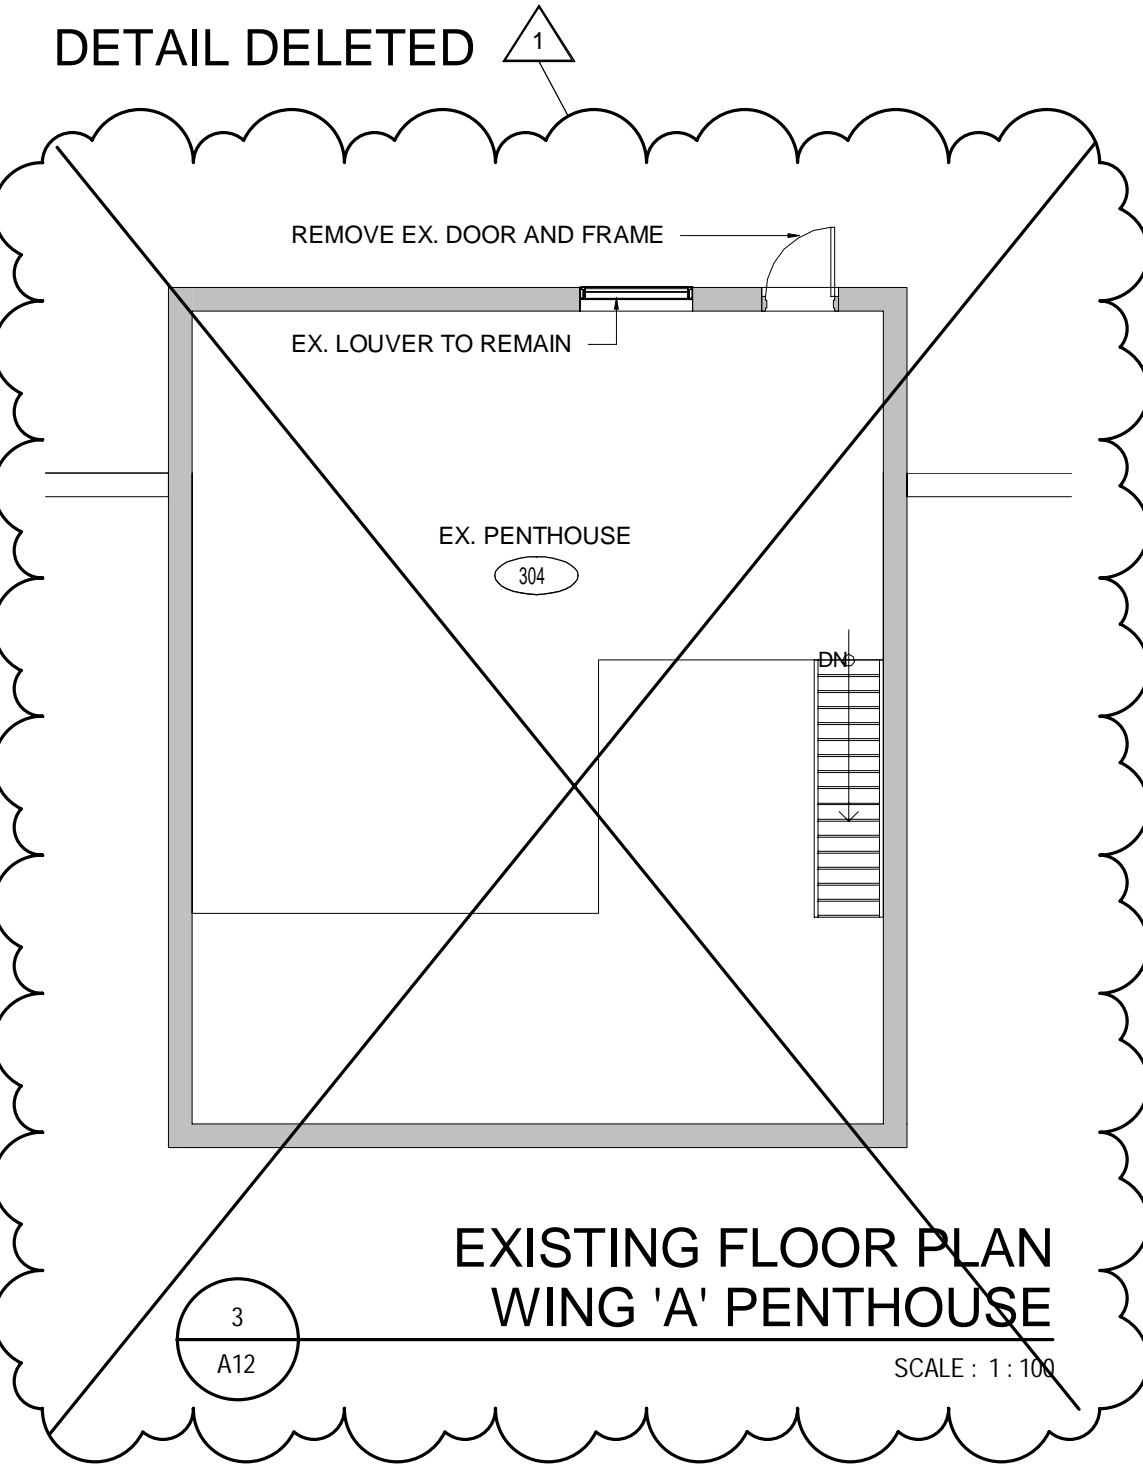 DETAIL DELETED
1
REMOVE EX. DOOR AND FRAME
EX. LOUVER TO REMAIN
EX. PENTHOUSE
304
DN
EXISTING FLOOR PLAN
WING 'A' PENTHOUSE
3
A12
SCALE : 1 : 100